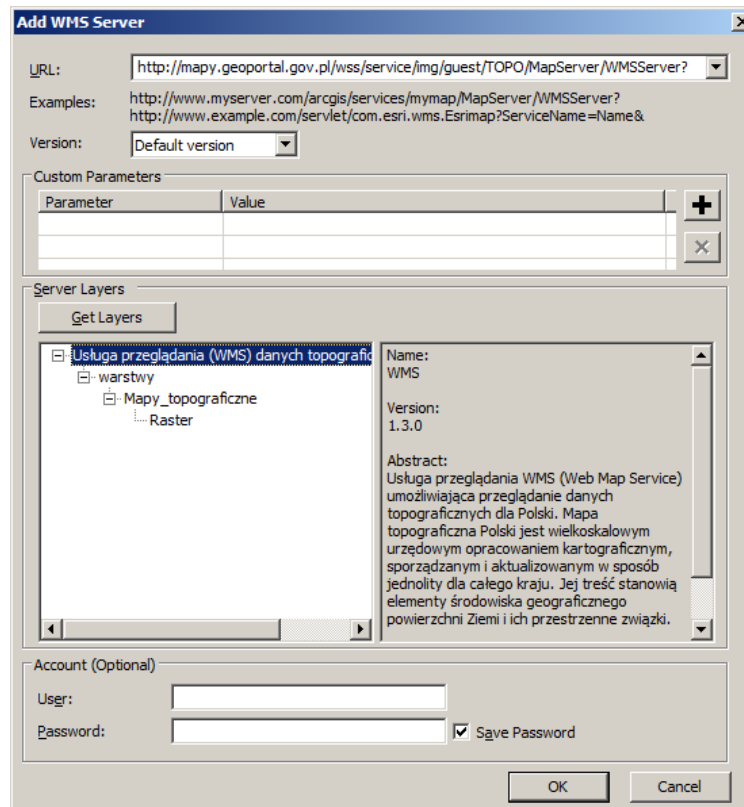 Add WMS Server
URL: http://mapy.geoportal.gov.pl/wss/service/img/guest/TOPO/MapServer/WMSServer?
Examples: http://www.myserver.com/arcgis/services/mymap/MapServer/WMSServer?
http://www.example.com/servlet/com.esri.wms.Esrimap?ServiceName=Name&
Version: Default version
Custom Parameters
Parameter Value
Server Layers
Get Layers
Usługa przeglądania (WMS) danych topografic
warstwy
Mapy_topograficzne
Raster
Name:
WMS
Version:
1.3.0
Abstract:
Usługa przeglądania WMS (Web Map Service)
umożliwiająca przeglądanie danych
topograficznych dla Polski. Mapa
topograficzna Polski jest wielkoskalowym
urzędowym opracowaniem kartograficznym,
sporządzanym i aktualizowanym w sposób
jednolity dla całego kraju. Jej treść stanowią
elementy środowiska geograficznego
powierzchni Ziemi i ich przestrzenne związki.
Account (Optional)
User:
Password:
Save Password
OK Cancel